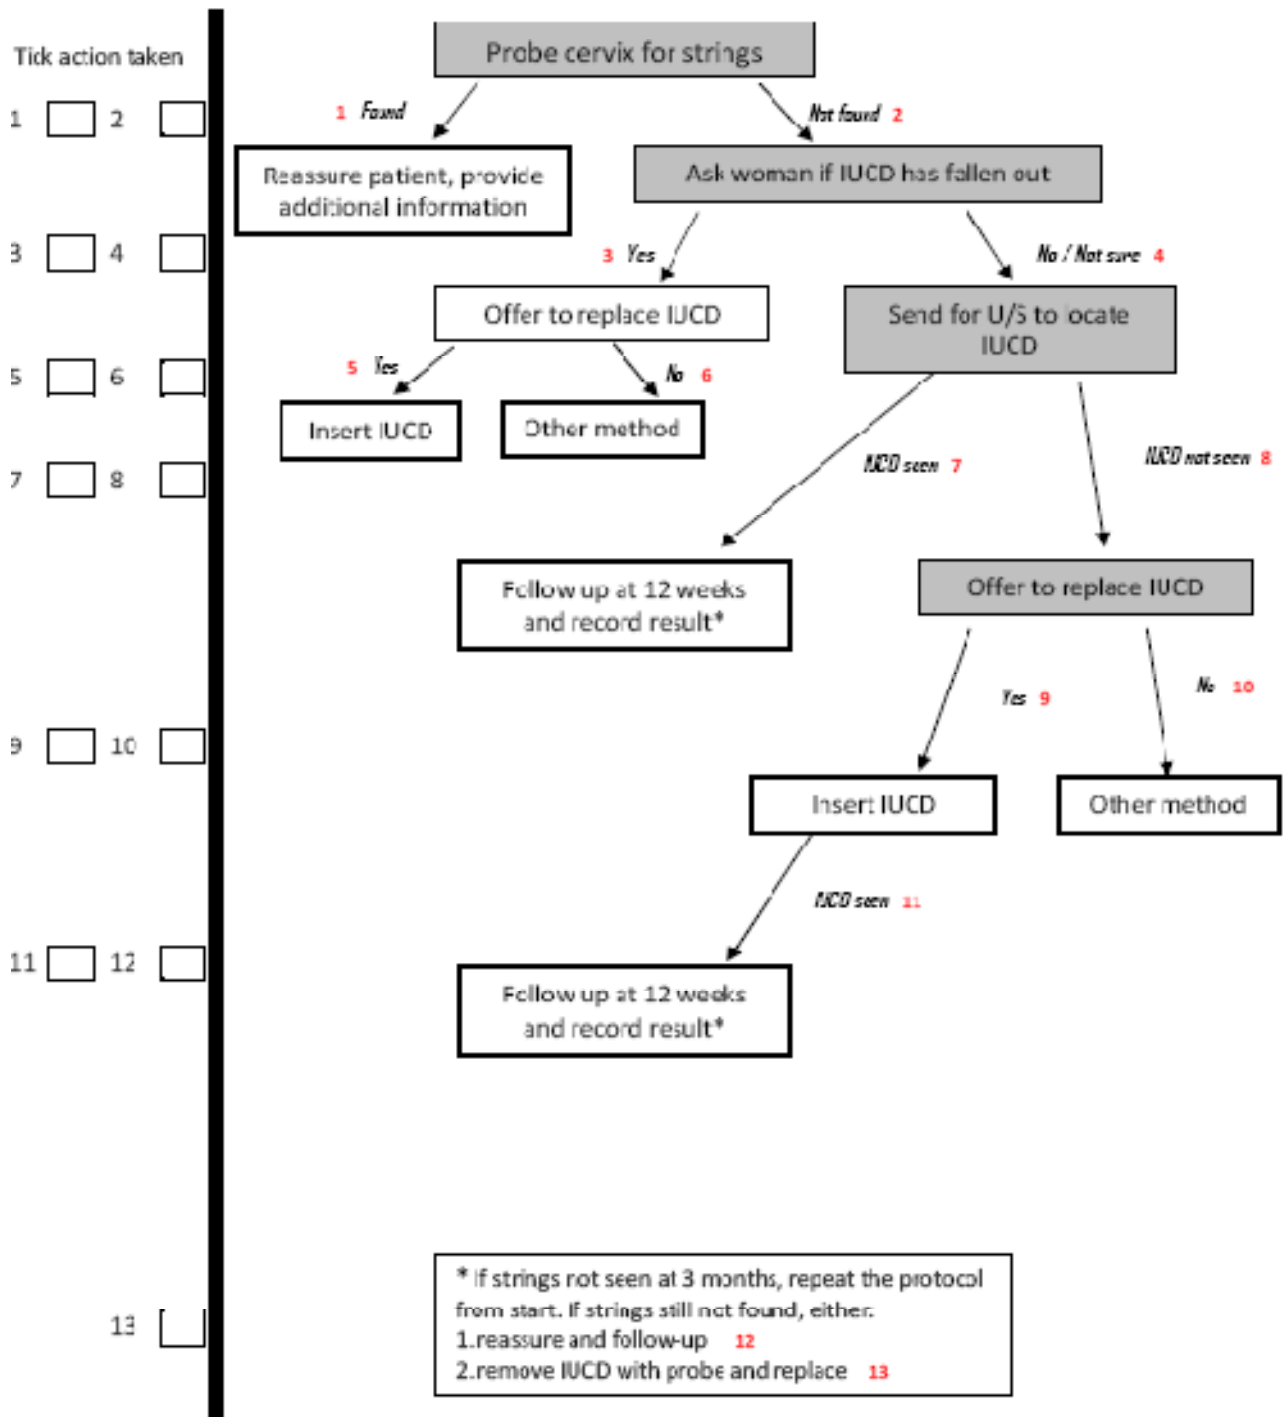 Probe cervix for strings
Tick action taken
1 2
1 Found
Not found 2
Reassure patient, provide
additional information
Ask woman if IUCD has fallen out
3 4
3 Yes
No / Not sure 4
Offer to replace IUCD
Send for U/S to locate
IUCD
5 6
5 Yes
No 6
Insert IUCD
Other method
7 8
IUCD seen 7
IUCD not seen 8
Follow up at 12 weeks
and record result*
Offer to replace IUCD
Yes 9
No 10
9 10
Insert IUCD
Other method
IUCD seen 11
11 12
Follow up at 12 weeks
and record result*
* If strings not seen at 3 months, repeat the protocol
from start. If strings still not found, either.
1.reassure and follow-up 12
2.remove IUCD with probe and replace 13
13